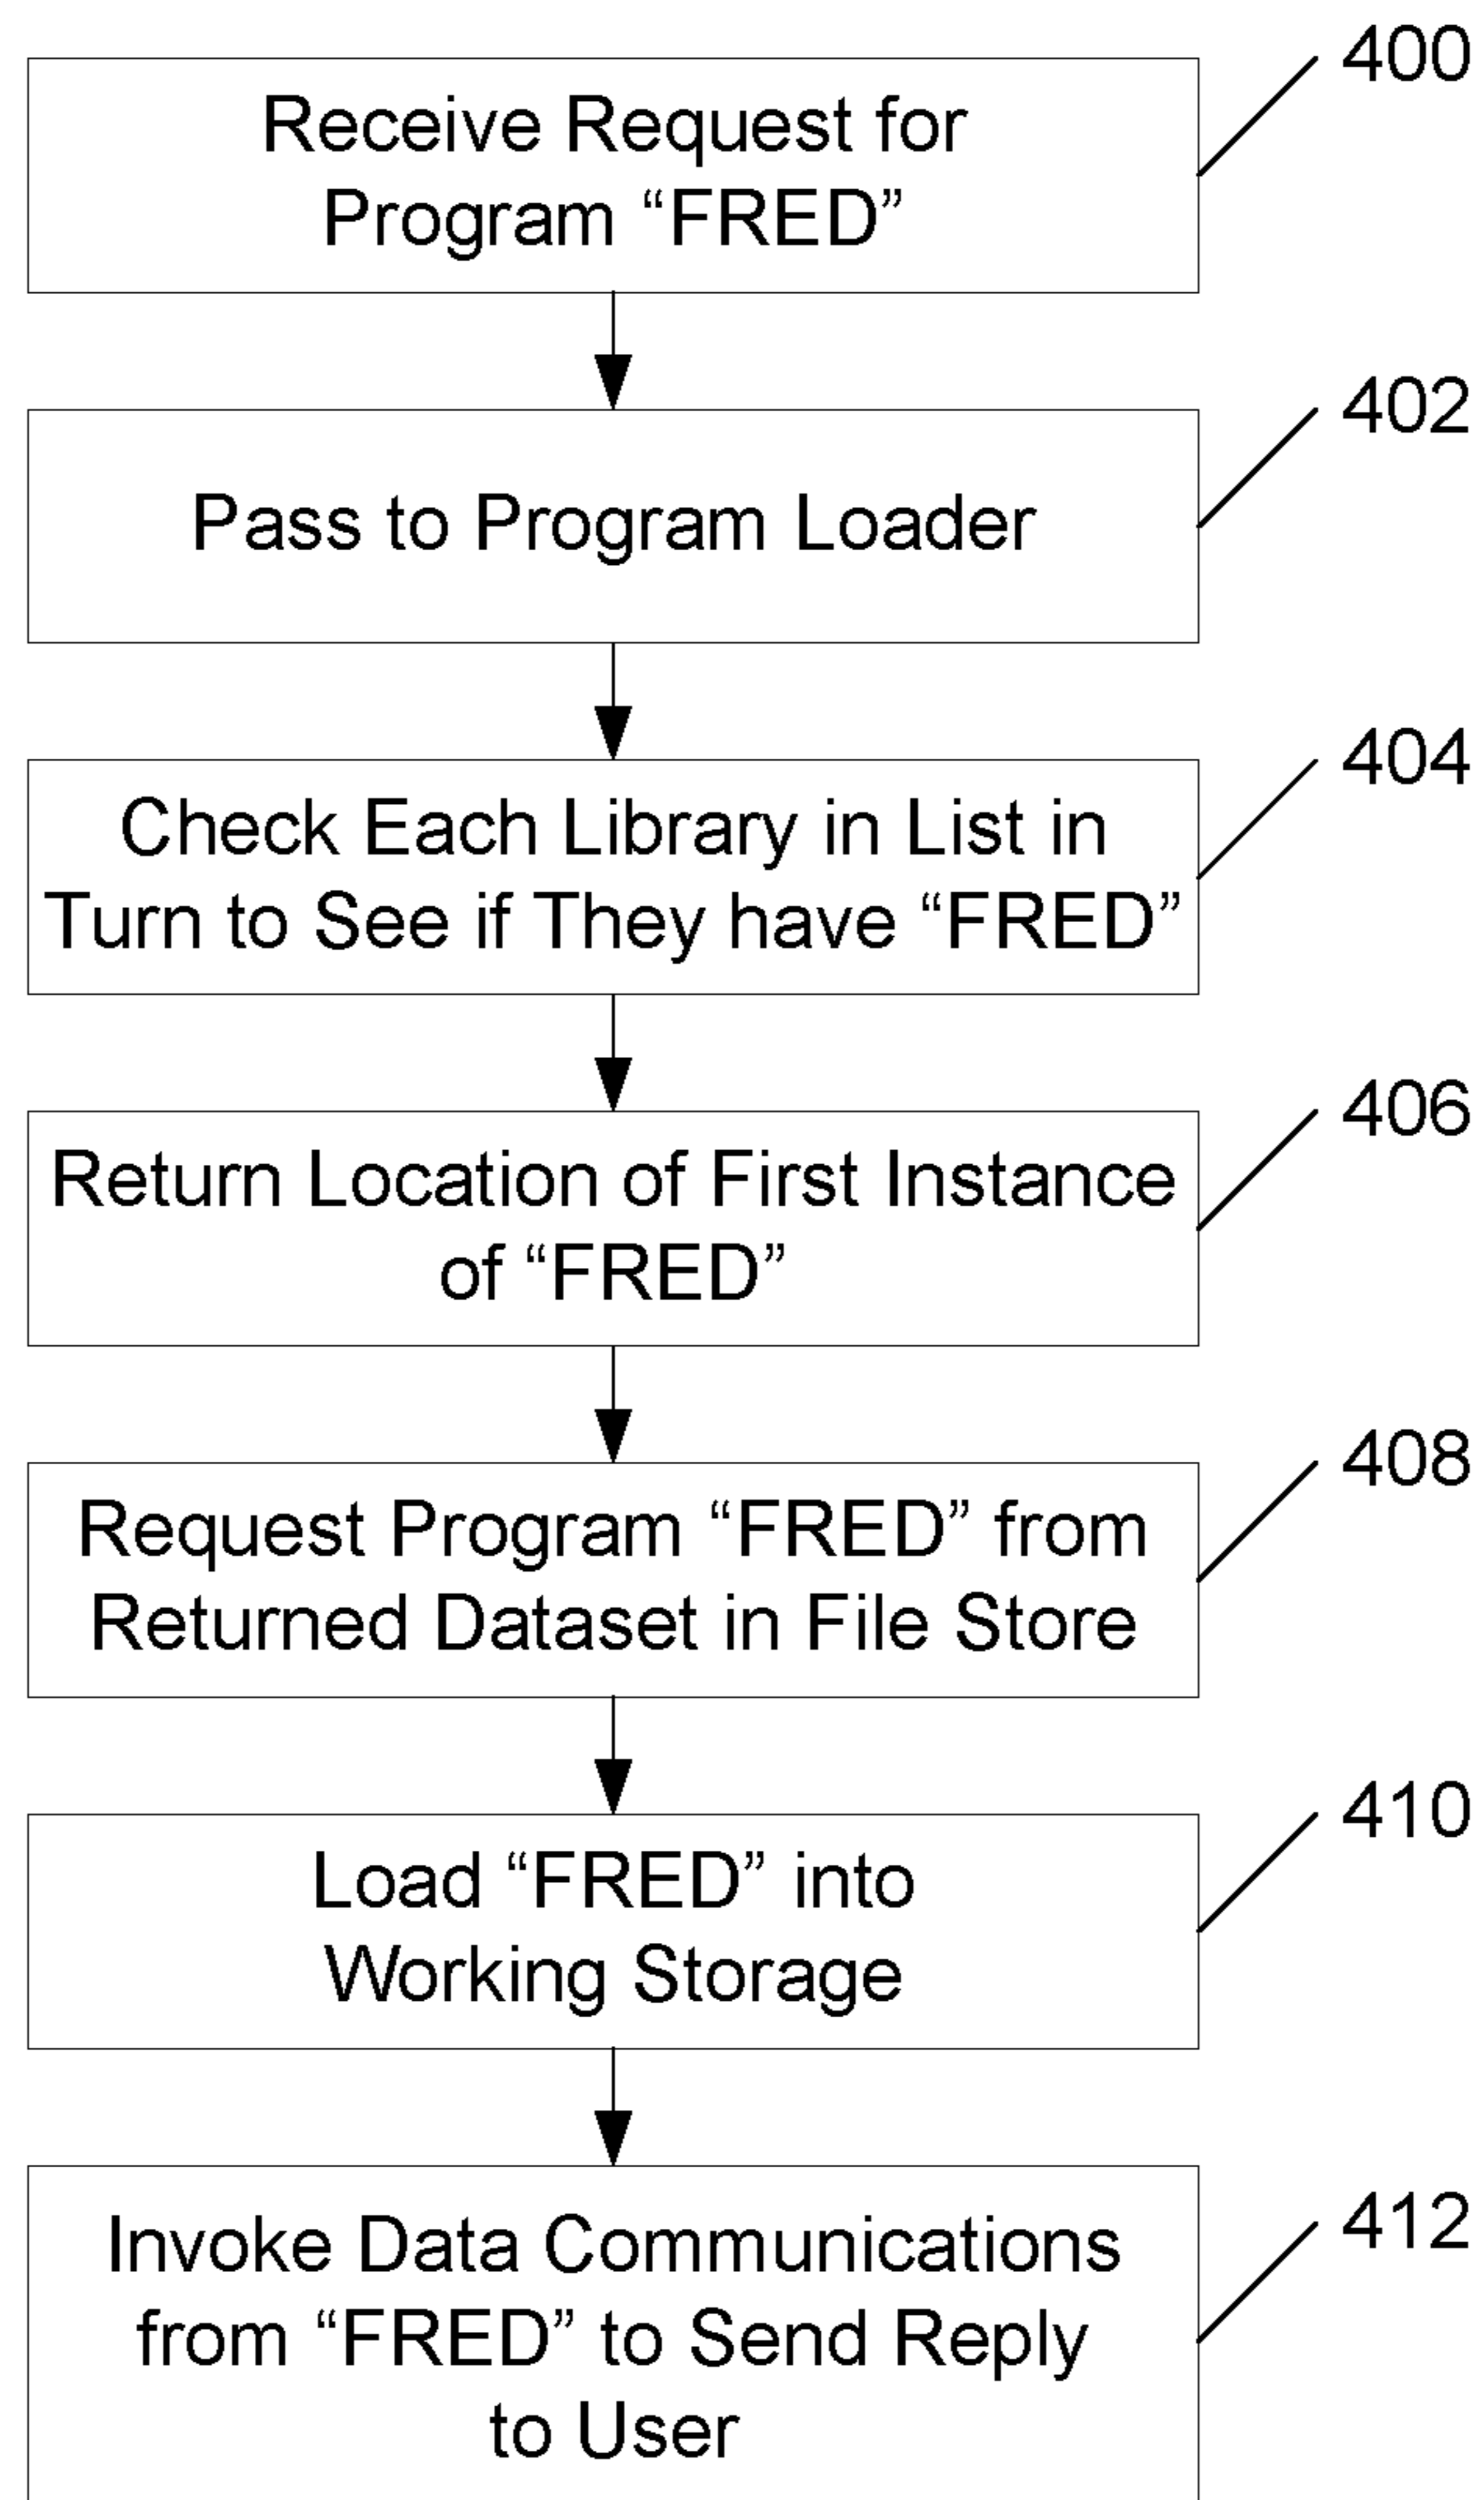 400
Receive Request for
Program “FRED”
402
Pass to Program Loader
404
Check Each Library in List in
Turn to See if They have “FRED”
406
Return Location of First Instance
of “FRED”
408
Request Program “FRED” from
Returned Dataset in File Store
410
Load “FRED” into
Working Storage
412
Invoke Data Communications
from “FRED” to Send Reply
to User